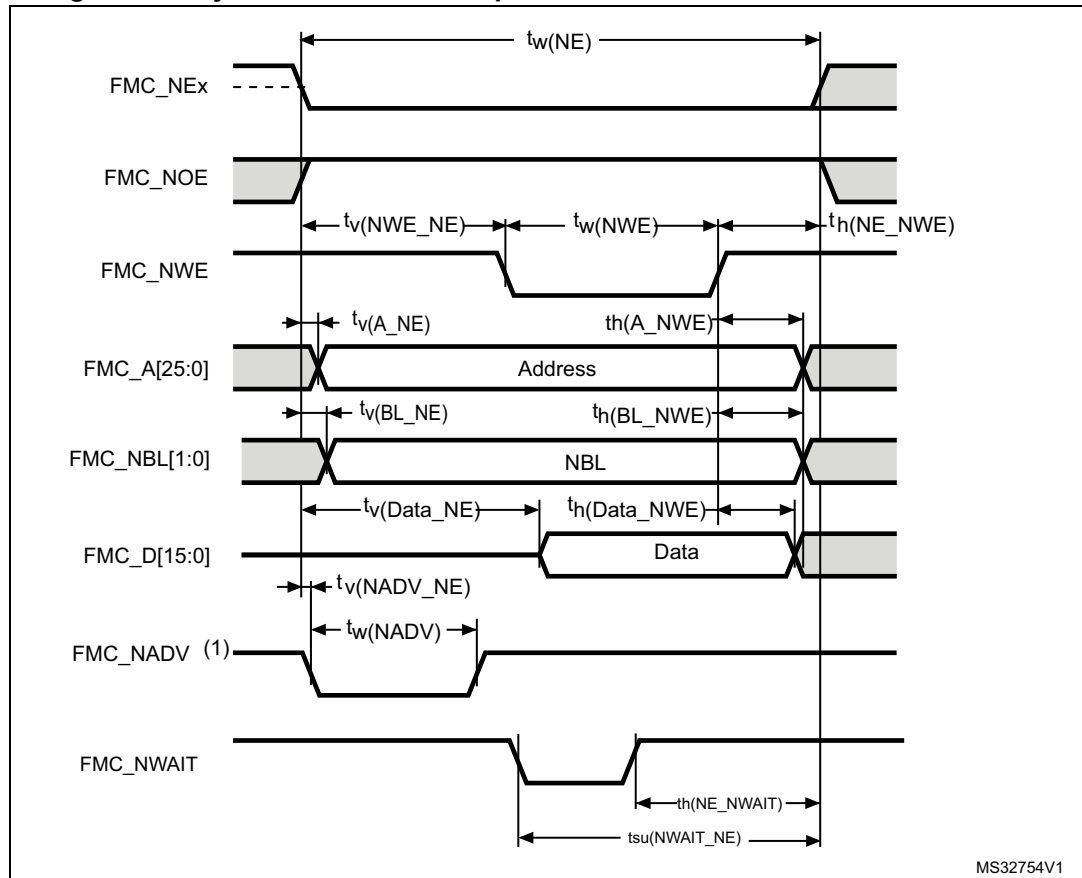 tw(NE)
FMC_NEx
FMC_NOE
tv(NWE_NE) tw(NWE) th(NE_NWE)
FMC_NWE
tv(A_NE) th(A_NWE)
FMC_A[25:0] Address
tv(BL_NE) th(BL_NWE)
FMC_NBL[1:0] NBL
tv(Data_NE) th(Data_NWE)
FMC_D[15:0] Data
tv(NADV_NE)
tw(NADV)
FMC_NADV (1)
FMC_NWAIT
th(NE_NWAIT)
tsu(NWAIT_NE)
MS32754V1